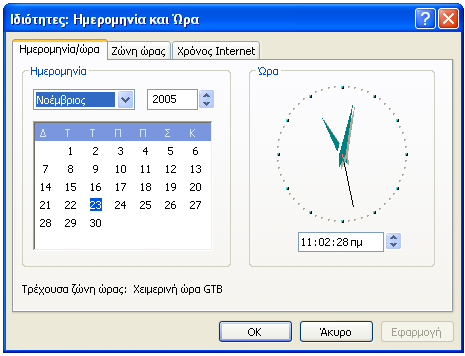 Ιδιότητες: Ημερομηνία και Ώρα
Ημερομηνία/ώρα Ζώνη ώρας Χρόνος Internet
Ημερομηνία Ώρα
Νοέμβριος 2005
Δ Τ Τ Π Π Σ Κ
1 2 3 4 5 6
7 8 9 10 11 12 13
14 15 16 17 18 19 20
21 22 23 24 25 26 27
28 29 30
11:02:28 πμ
Τρέχουσα ζώνη ώρας: Χειμερινή ώρα GTB
OK Άκυρο Εφαρμογή